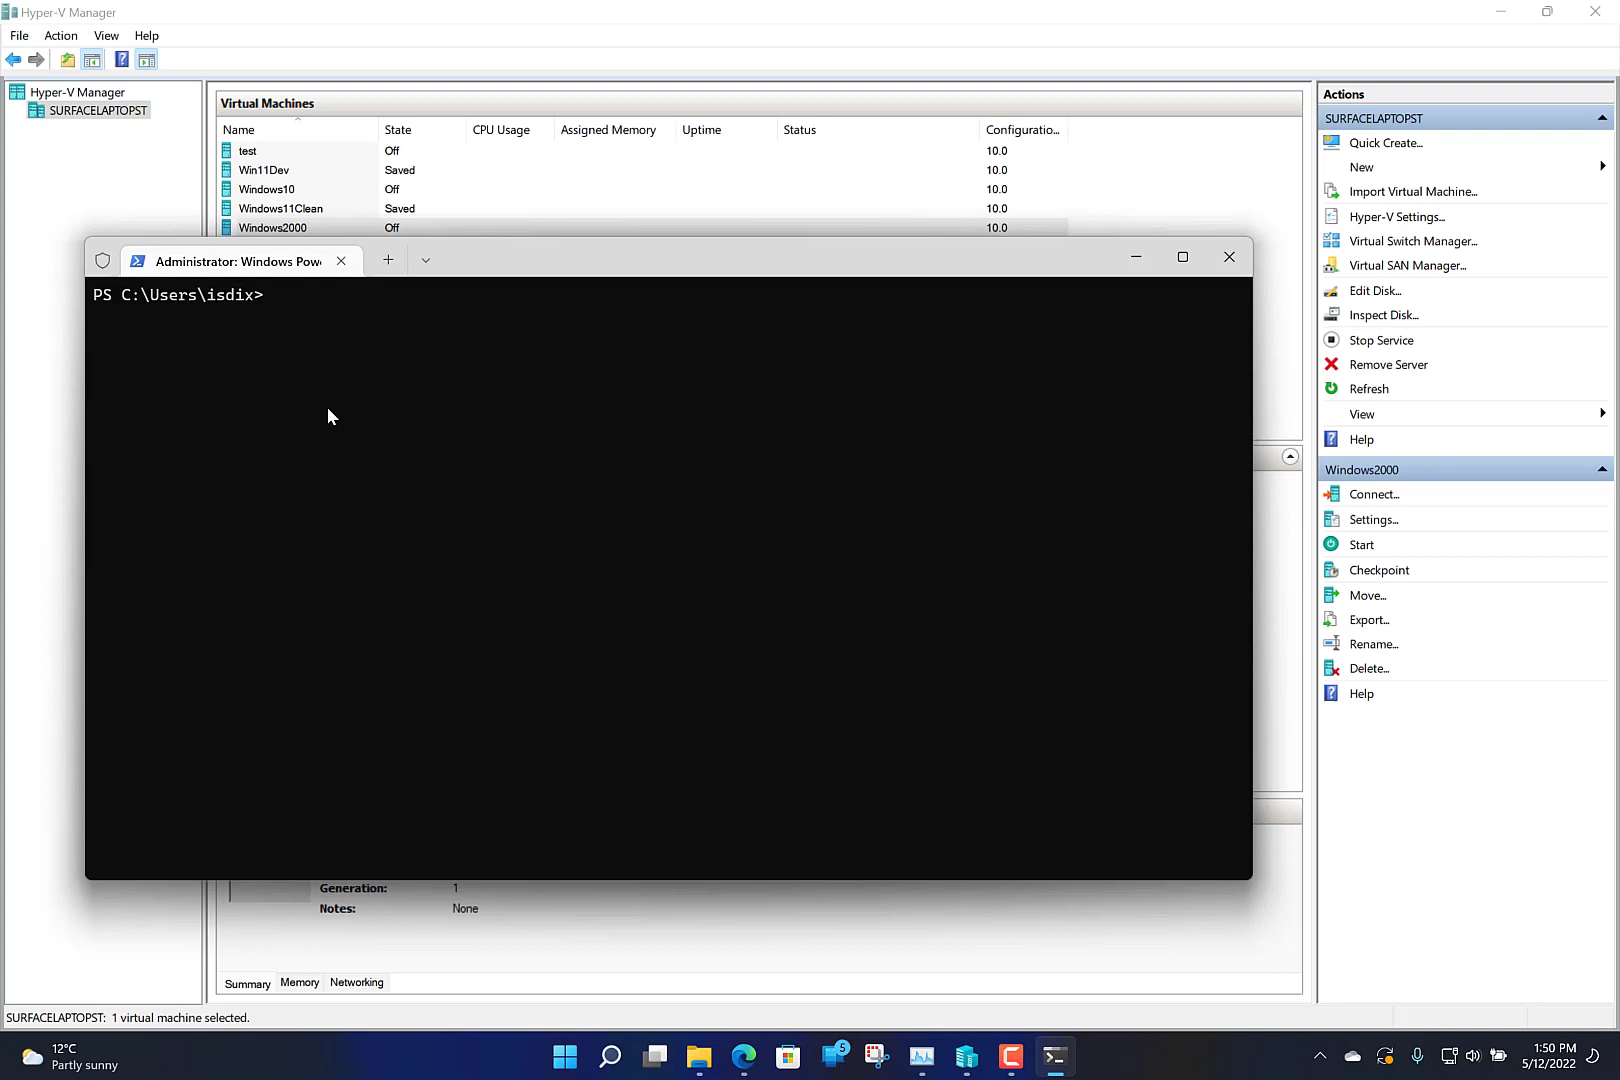 Hyper-V Manager
File Action View Help
Hyper-V Manager
SURFACELAPTOPST
Virtual Machines
Name State CPU Usage Assigned Memory Uptime Status Configuratio...
test Off 10.0
Win11Dev Saved 10.0
Windows10 Off 10.0
Windows11Clean Saved 10.0
Windows2000 Off 10.0
Administrator: Windows Pow
PS C:\Users\isdix>
Generation: 1
Notes: None
Summary Memory Networking
Actions
SURFACELAPTOPST
Quick Create...
New
Import Virtual Machine...
Hyper-V Settings...
Virtual Switch Manager...
Virtual SAN Manager...
Edit Disk...
Inspect Disk...
Stop Service
Remove Server
Refresh
View
Help
Windows2000
Connect...
Settings...
Start
Checkpoint
Move...
Export...
Rename...
Delete...
Help
SURFACELAPTOPST: 1 virtual machine selected.
12°C
Partly sunny
5
1:50 PM
5/12/2022